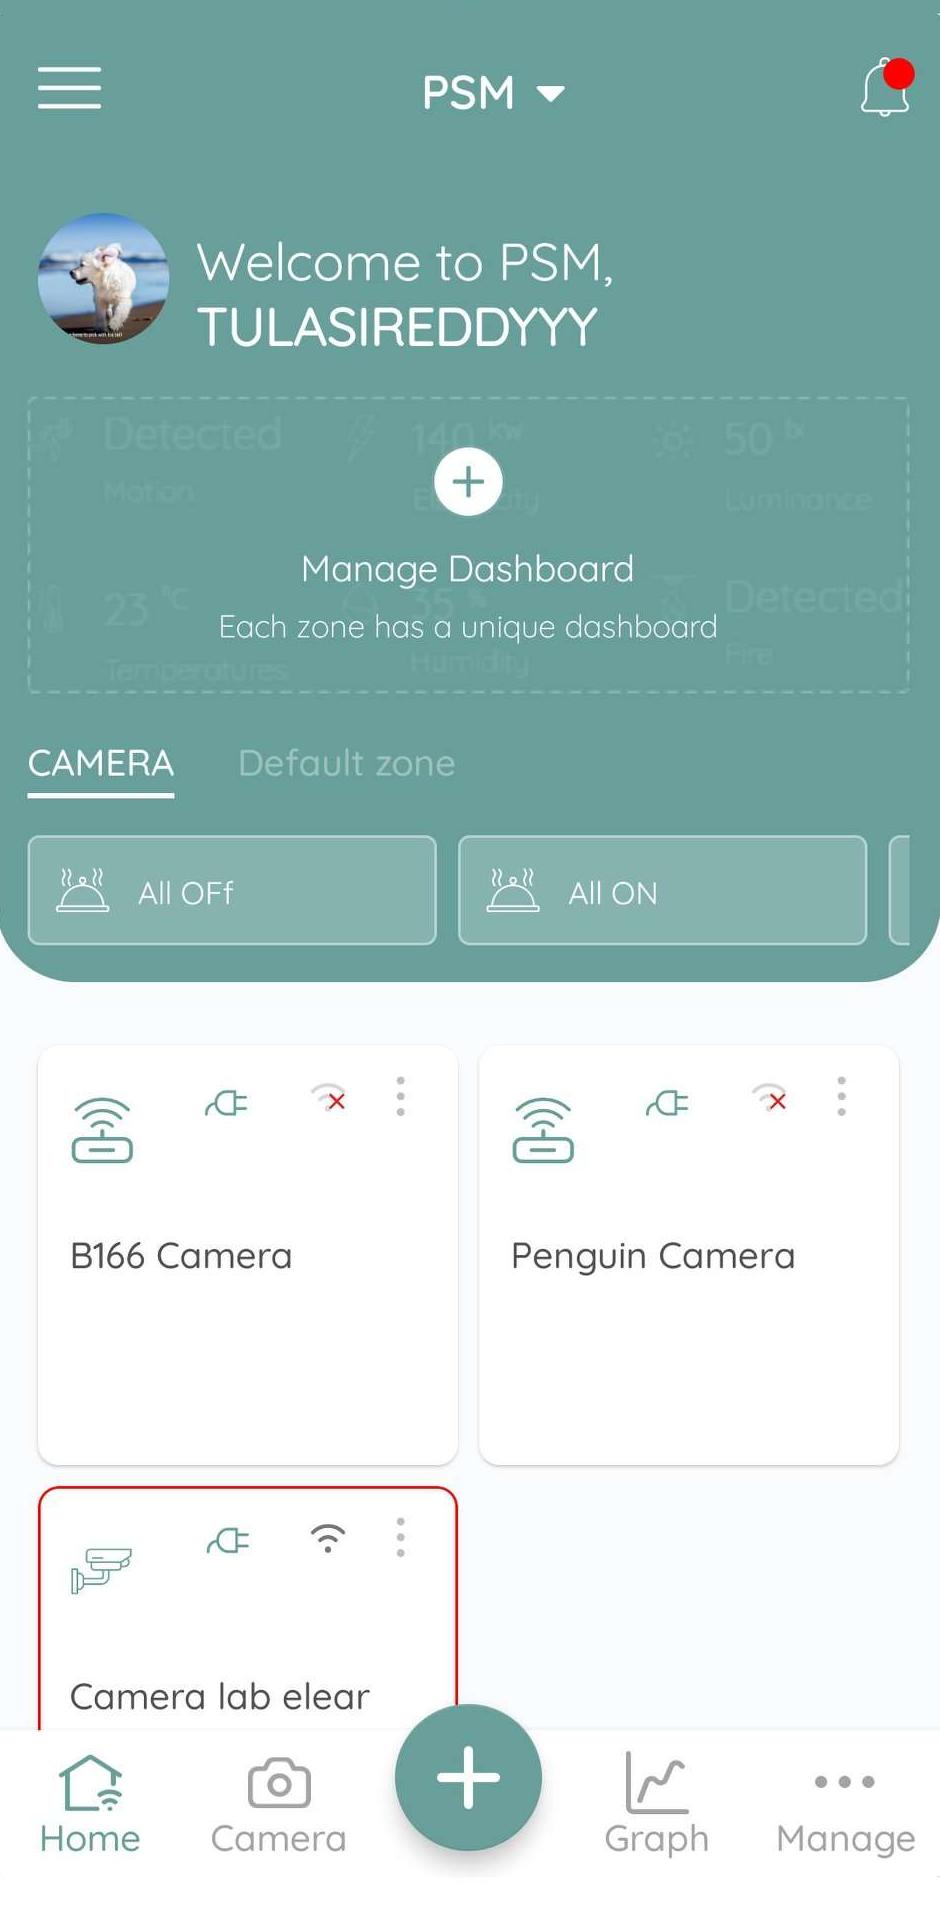 PSM
Welcome to PSM,
TULASIREDDYYY
Detected
140 kw
50 lx
Motion
Luminance
Manage Dashboard
23 °C
35 %
Detected
Each zone has a unique dashboard
Temperatures
Humidity
Fire
CAMERA
Default zone
All OFf
All ON
B166 Camera
Penguin Camera
Camera lab elear
Home
Camera
Graph
Manage